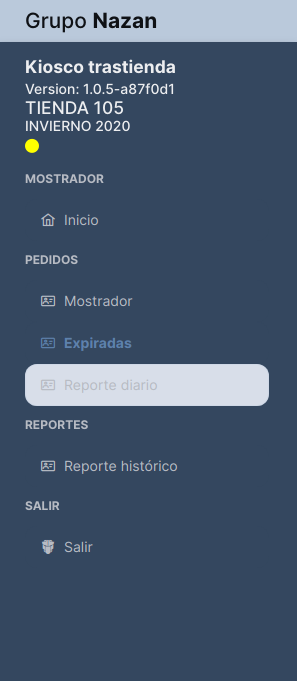 Grupo Nazan
Kiosco trastienda
Version: 1.0.5-a87f0d1
TIENDA 105
INVIERNO 2020
MOSTRADOR
Inicio
PEDIDOS
Mostrador
Expiradas
Reporte diario
REPORTES
Reporte histórico
SALIR
Salir